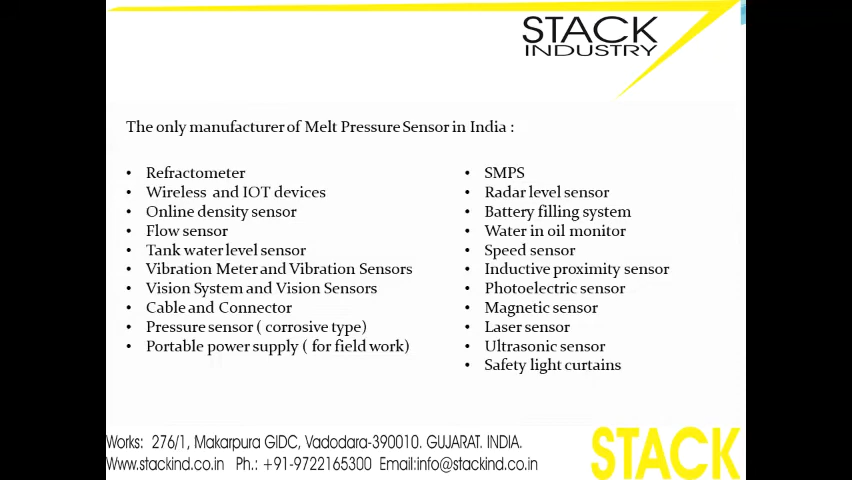 STACK
INDUSTRY
The only manufacturer of Melt Pressure Sensor in India :
• Refractometer
• Wireless and IOT devices
• Online density sensor
• Flow sensor
• Tank water level sensor
• Vibration Meter and Vibration Sensors
• Vision System and Vision Sensors
• Cable and Connector
• Pressure sensor ( corrosive type)
• Portable power supply ( for field work)
• SMPS
• Radar level sensor
• Battery filling system
• Water in oil monitor
• Speed sensor
• Inductive proximity sensor
• Photoelectric sensor
• Magnetic sensor
• Laser sensor
• Ultrasonic sensor
• Safety light curtains
Works: 276/1, Makarpura GIDC, Vadodara-390010. GUJARAT. INDIA.
Www.stackind.co.in Ph.: +91-9722165300 Email:info@stackind.co.in
STACK